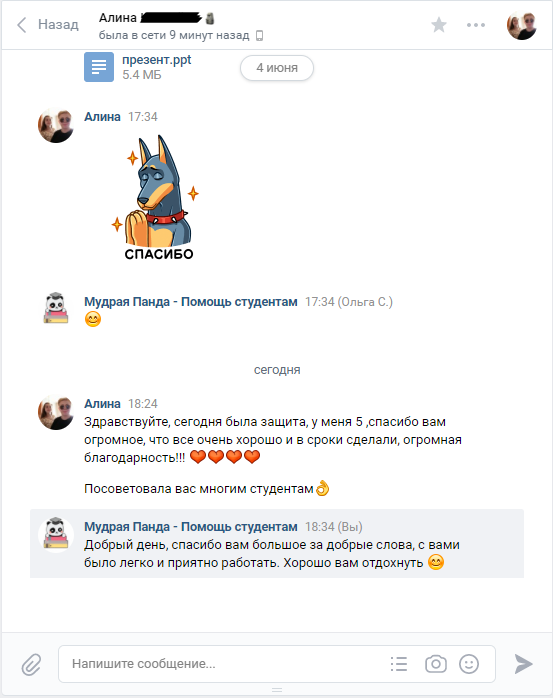 Назад
Алина
была в сети 9 минут назад
презент.ppt
5.4 МБ
4 июня
Алина 17:34
СПАСИБО
Мудрая Панда - Помощь студентам 17:34 (Ольга С.)
сегодня
Алина 18:24
Здравствуйте, сегодня была защита, у меня 5 ,спасибо вам
огромное, что все очень хорошо и в сроки сделали, огромная
благодарность!!!
Посоветовала вас многим студентам
Мудрая Панда - Помощь студентам 18:34 (Вы)
Добрый день, спасибо вам большое за добрые слова, с вами
было легко и приятно работать. Хорошо вам отдохнуть
Напишите сообщение...